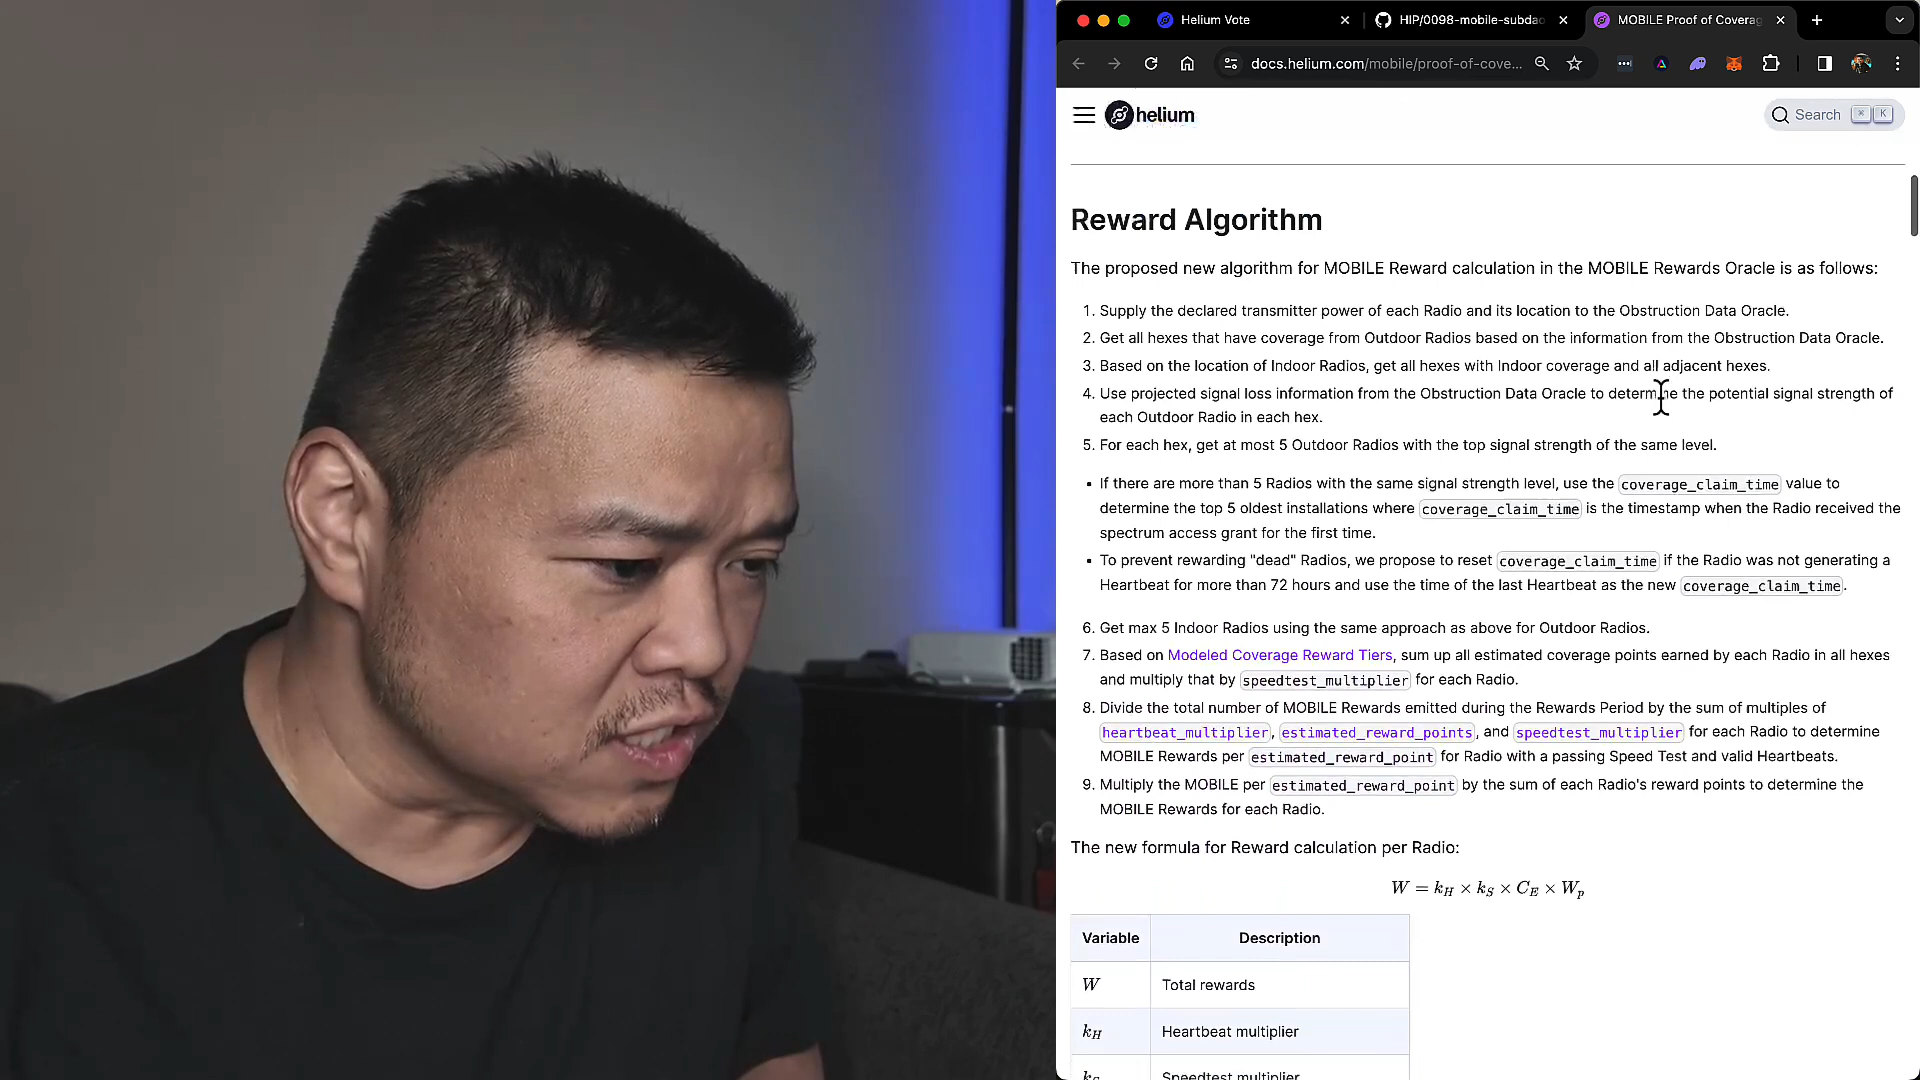 Helium Vote
HIP/0098-mobile-subdao
MOBILE Proof of Coverag
docs.helium.com/mobile/proof-of-cove...
helium
Search ⌘ K
Reward Algorithm
The proposed new algorithm for MOBILE Reward calculation in the MOBILE Rewards Oracle is as follows:
1. Supply the declared transmitter power of each Radio and its location to the Obstruction Data Oracle.
2. Get all hexes that have coverage from Outdoor Radios based on the information from the Obstruction Data Oracle.
3. Based on the location of Indoor Radios, get all hexes with Indoor coverage and all adjacent hexes.
4. Use projected signal loss information from the Obstruction Data Oracle to determine the potential signal strength of
each Outdoor Radio in each hex.
5. For each hex, get at most 5 Outdoor Radios with the top signal strength of the same level.
▪ If there are more than 5 Radios with the same signal strength level, use the coverage_claim_time value to
determine the top 5 oldest installations where coverage_claim_time is the timestamp when the Radio received the
spectrum access grant for the first time.
▪ To prevent rewarding "dead" Radios, we propose to reset coverage_claim_time if the Radio was not generating a
Heartbeat for more than 72 hours and use the time of the last Heartbeat as the new coverage_claim_time.
6. Get max 5 Indoor Radios using the same approach as above for Outdoor Radios.
7. Based on Modeled Coverage Reward Tiers, sum up all estimated coverage points earned by each Radio in all hexes
and multiply that by speedtest_multiplier for each Radio.
8. Divide the total number of MOBILE Rewards emitted during the Rewards Period by the sum of multiples of
heartbeat_multiplier, estimated_reward_points, and speedtest_multiplier for each Radio to determine
MOBILE Rewards per estimated_reward_point for Radio with a passing Speed Test and valid Heartbeats.
9. Multiply the MOBILE per estimated_reward_point by the sum of each Radio's reward points to determine the
MOBILE Rewards for each Radio.
The new formula for Reward calculation per Radio:
W = k_H × k_S × C_E × W_p
Variable Description
W Total rewards
k_H Heartbeat multiplier
k_S Speedtest multiplier